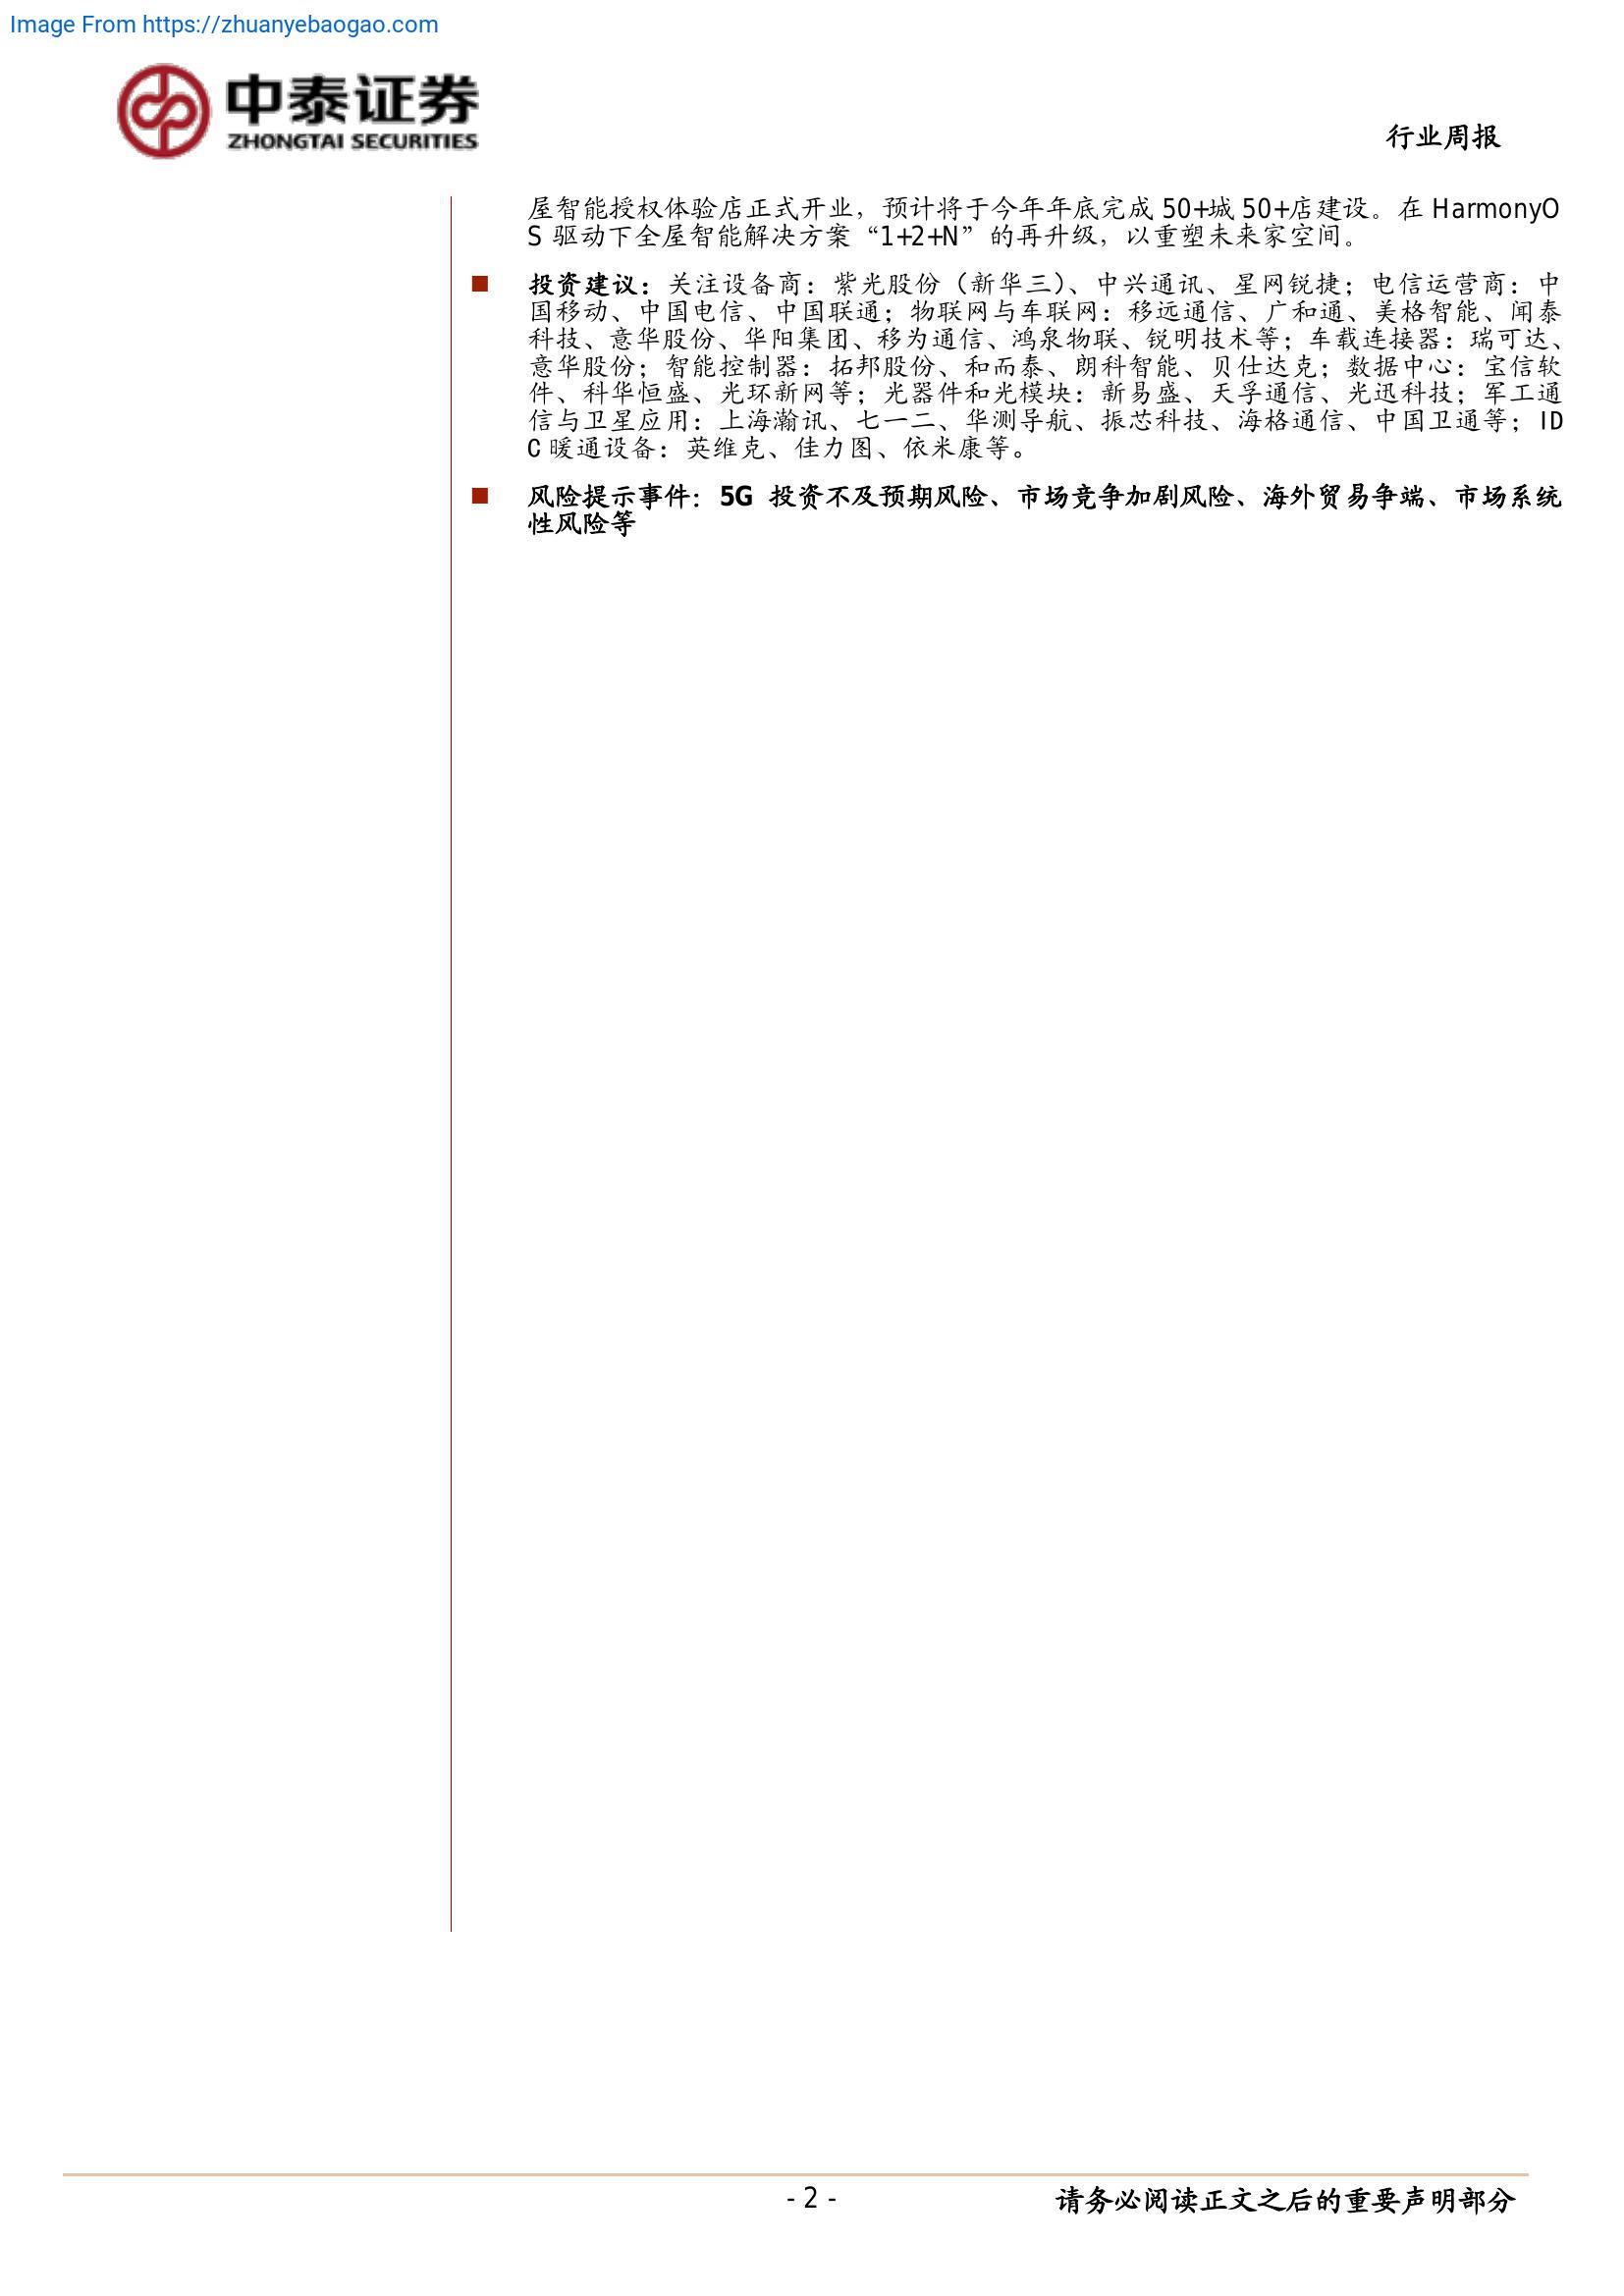 Image From https://zhuanyebaogao.com
中泰证券
ZHONGTAI SECURITIES
行业周报
屋智能授权体验店正式开业，预计将于今年年底完成 50+城 50+店建设。在 HarmonyO
S 驱动下全屋智能解决方案“1+2+N”的再升级，以重塑未来家空间。
■ 投资建议：关注设备商：紫光股份（新华三）、中兴通讯、星网锐捷；电信运营商：中
国移动、中国电信、中国联通；物联网与车联网：移远通信、广和通、美格智能、闻泰
科技、意华股份、华阳集团、移为通信、鸿泉物联、锐明技术等；车载连接器：瑞可达、
意华股份；智能控制器：拓邦股份、和而泰、朗科智能、贝仕达克；数据中心：宝信软
件、科华恒盛、光环新网等；光器件和光模块：新易盛、天孚通信、光迅科技；军工通
信与卫星应用：上海瀚讯、七一二、华测导航、振芯科技、海格通信、中国卫通等；ID
C 暖通设备：英维克、佳力图、依米康等。
■ 风险提示事件：5G 投资不及预期风险、市场竞争加剧风险、海外贸易争端、市场系统
性风险等
- 2 -
请务必阅读正文之后的重要声明部分